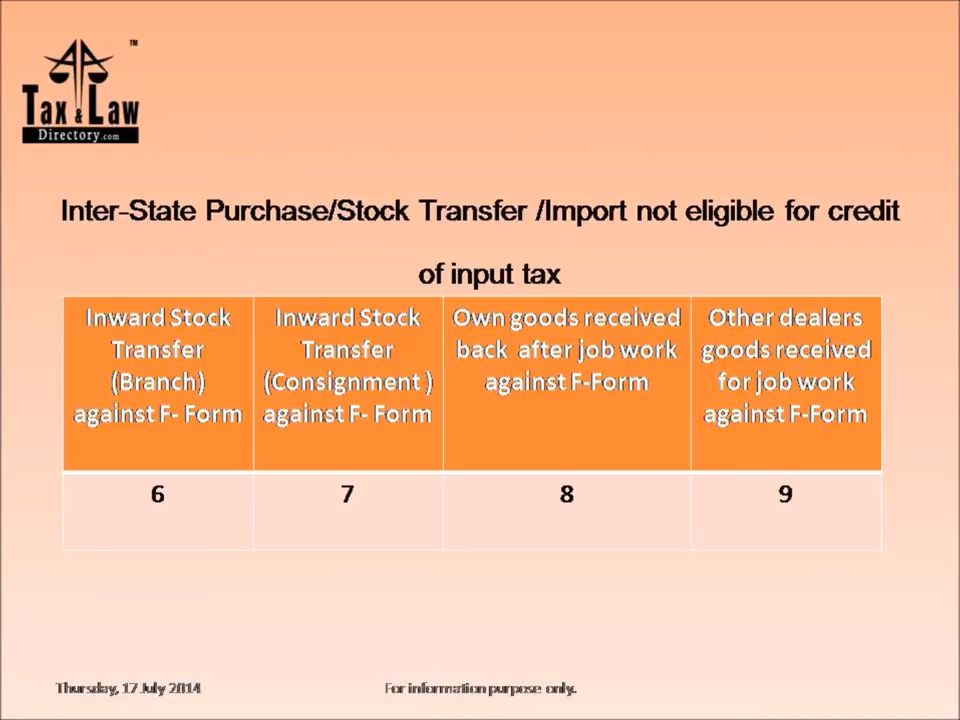 TM
Tax & Law
Directory.com
Inter-State Purchase/Stock Transfer /Import not eligible for credit
of input tax
Inward Stock
Transfer
(Branch)
against F- Form
Inward Stock
Transfer
(Consignment )
against F- Form
Own goods received
back after job work
against F-Form
Other dealers
goods received
for job work
against F-Form
6
7
8
9
Thursday, 17 July 2014
For information purpose only.